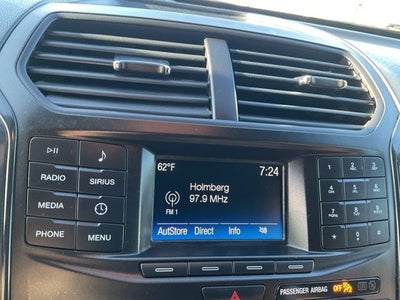 62°F 7:24
Holmberg
97.9 MHz
FM 1
AutStore Direct Info
RADIO SIRIUS
MEDIA
PHONE MENU
1 2 3
4 5 6
7 8 9
* 0 #
PASSENGER AIRBAG OFF